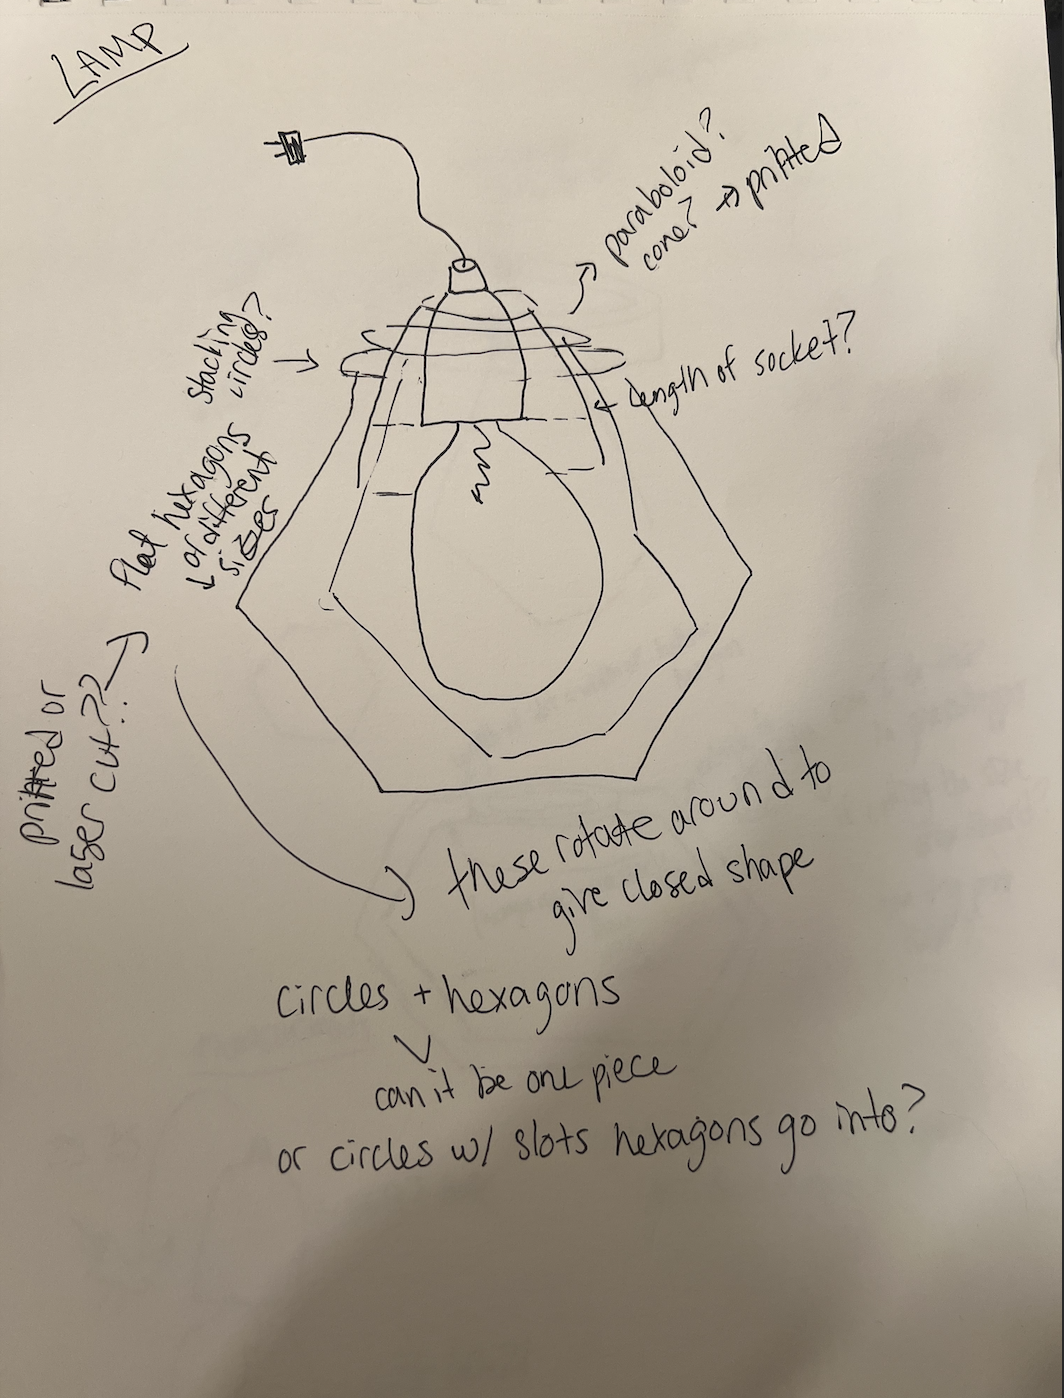 LAMP
paraboloid?
cone? → printed
Stacking
circles?
← Length of socket?
flat hexagons
of different
sizes
printed or
laser cut??
these rotate around to
give closed shape
circles + hexagons
can it be one piece
or circles w/ slots hexagons go into?